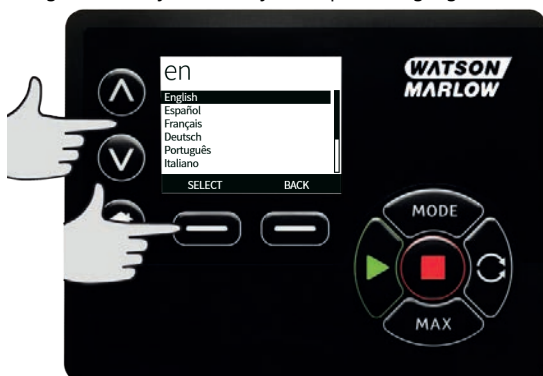 en
English
Español
Français
Deutsch
Português
Italiano
SELECT BACK
WATSON
MARLOW
MODE
MAX